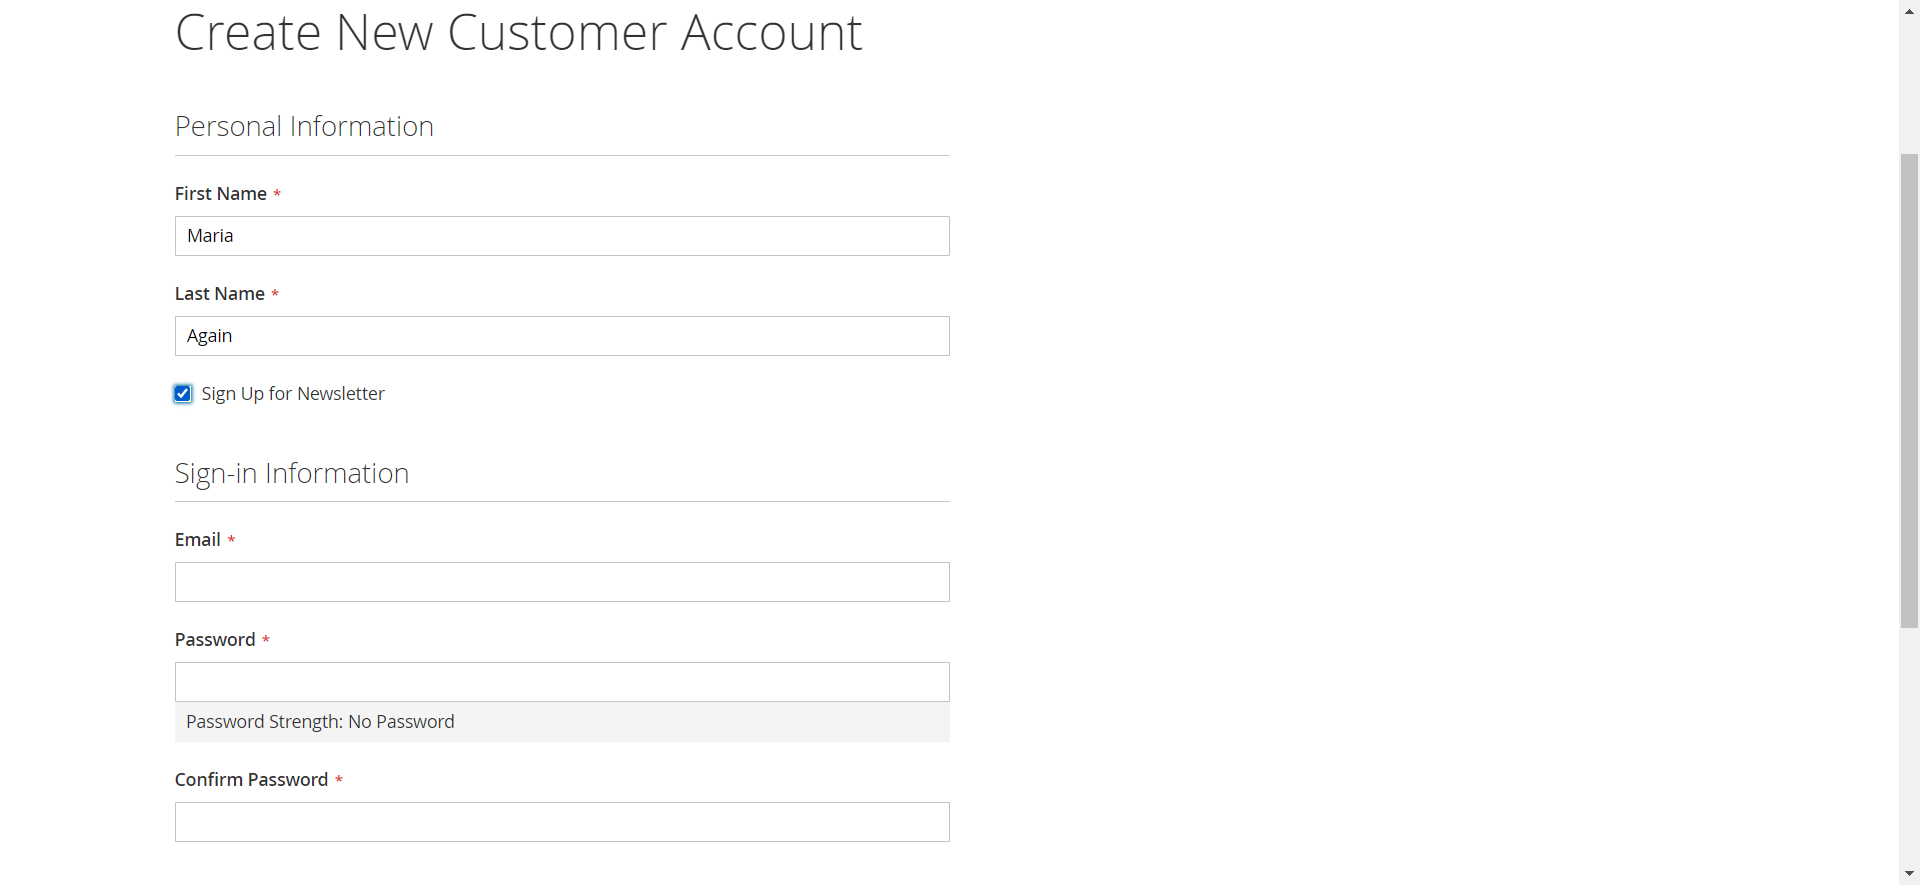 Create New Customer Account
Personal Information
First Name *
Maria
Last Name *
Again
Sign Up for Newsletter
Sign-in Information
Email *
Password *
Password Strength: No Password
Confirm Password *